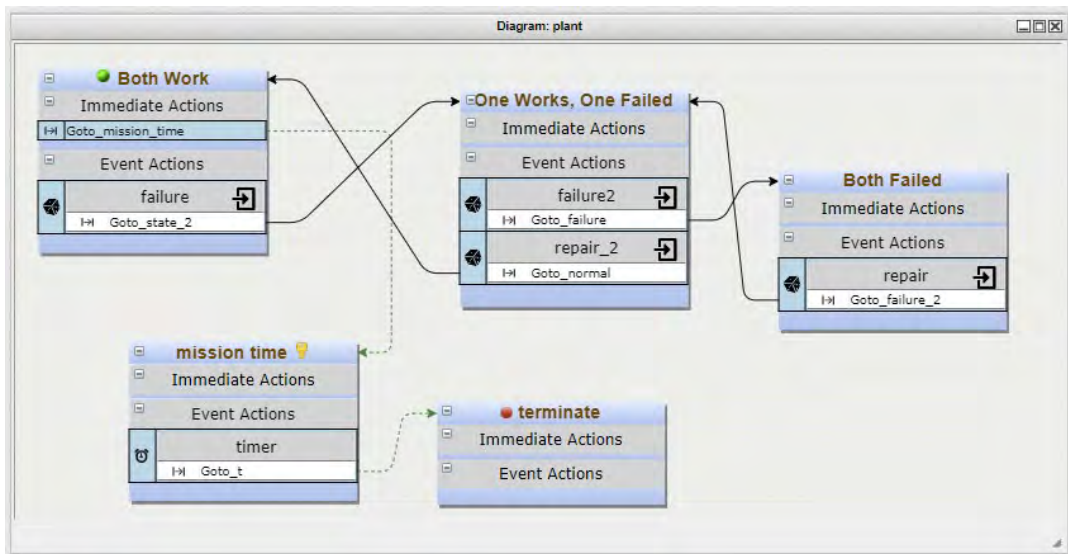 Diagram: plant
Both Work
Immediate Actions
Goto_mission_time
Event Actions
failure
Goto_state_2
One Works, One Failed
Immediate Actions
Event Actions
failure2
Goto_failure
repair_2
Goto_normal
Both Failed
Immediate Actions
Event Actions
repair
Goto_failure_2
mission time
Immediate Actions
Event Actions
timer
Goto_t
terminate
Immediate Actions
Event Actions